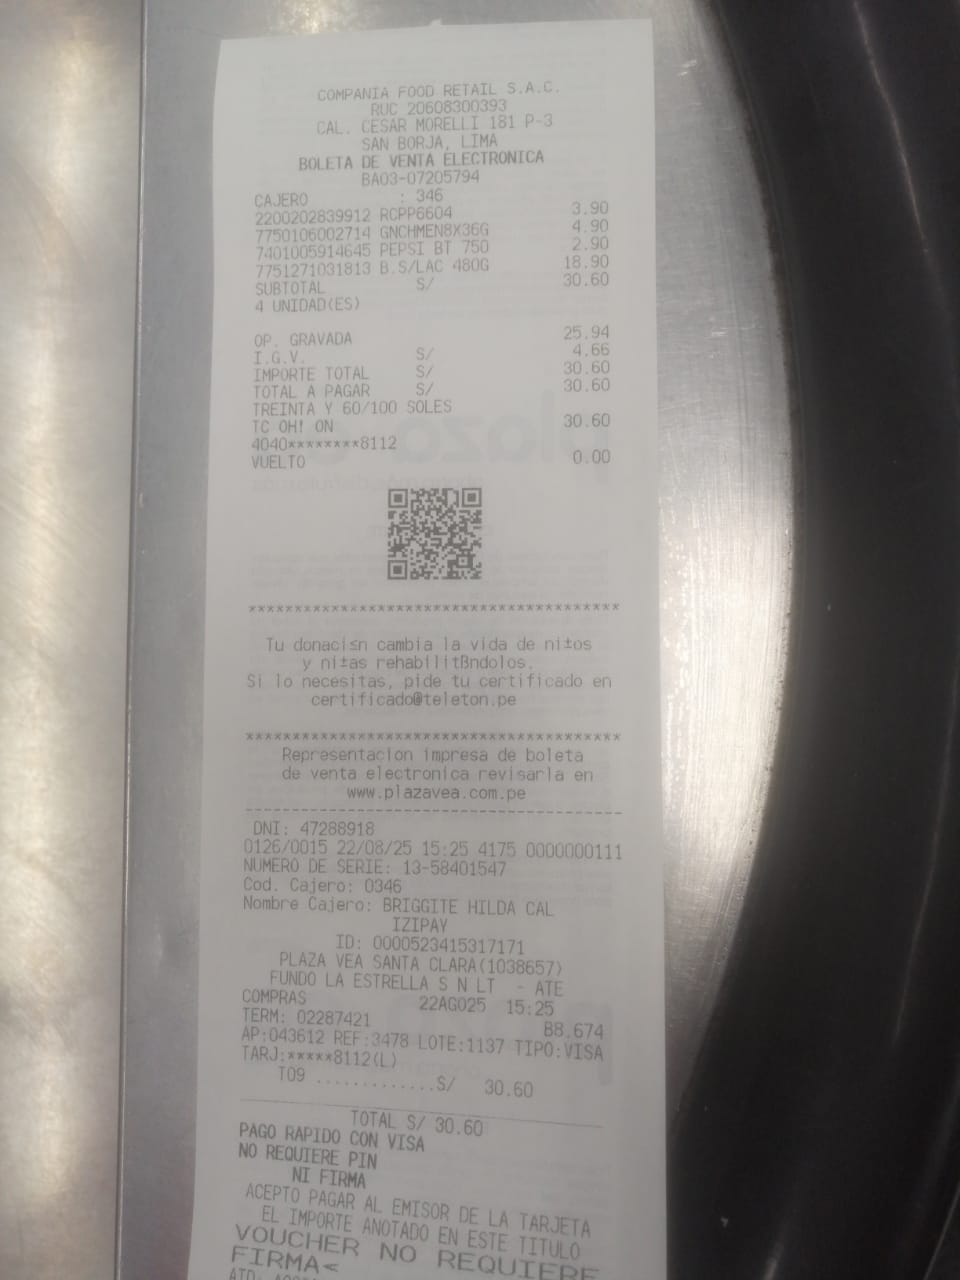 COMPANIA FOOD RETAIL S.A.C.
RUC 20608300393
CAL. CESAR MORELLI 181 P-3
SAN BORJA, LIMA
BOLETA DE VENTA ELECTRONICA
BA03-07205794
CAJERO : 346
2200202839912 RCPP6604 3.90
7750106002714 GNCHMEN8X36G 4.90
7401005914645 PEPSI BT 750 2.90
7751271031813 B.S/LAC 480G 18.90
SUBTOTAL S/ 30.60
4 UNIDAD(ES)
OP. GRAVADA 25.94
I.G.V. S/ 4.66
IMPORTE TOTAL S/ 30.60
TOTAL A PAGAR S/ 30.60
TREINTA Y 60/100 SOLES
TC OH! ON 30.60
4040********8112
VUELTO 0.00
****************************************
Tu donaci≤n cambia la vida de ni±os
y ni±as rehabilitßndolos.
Si lo necesitas, pide tu certificado en
certificado@teleton.pe
****************************************
Representacion impresa de boleta
de venta electronica revisarla en
www.plazavea.com.pe
----------------------------------------
DNI: 47288918
0126/0015 22/08/25 15:25 4175 0000000111
NUMERO DE SERIE: 13-58401547
Cod. Cajero: 0346
Nombre Cajero: BRIGGITE HILDA CAL
IZIPAY
ID: 0000523415317171
PLAZA VEA SANTA CLARA(1038657)
FUNDO LA ESTRELLA S N LT - ATE
COMPRAS 22AGO25 15:25
TERM: 02287421 B8.674
AP:043612 REF:3478 LOTE:1137 TIPO:VISA
TARJ:*****8112(L)
T09 .............S/ 30.60
TOTAL S/ 30.60
PAGO RAPIDO CON VISA
NO REQUIERE PIN
NI FIRMA
ACEPTO PAGAR AL EMISOR DE LA TARJETA
EL IMPORTE ANOTADO EN ESTE TITULO
VOUCHER NO REQUIERE
FIRMA<